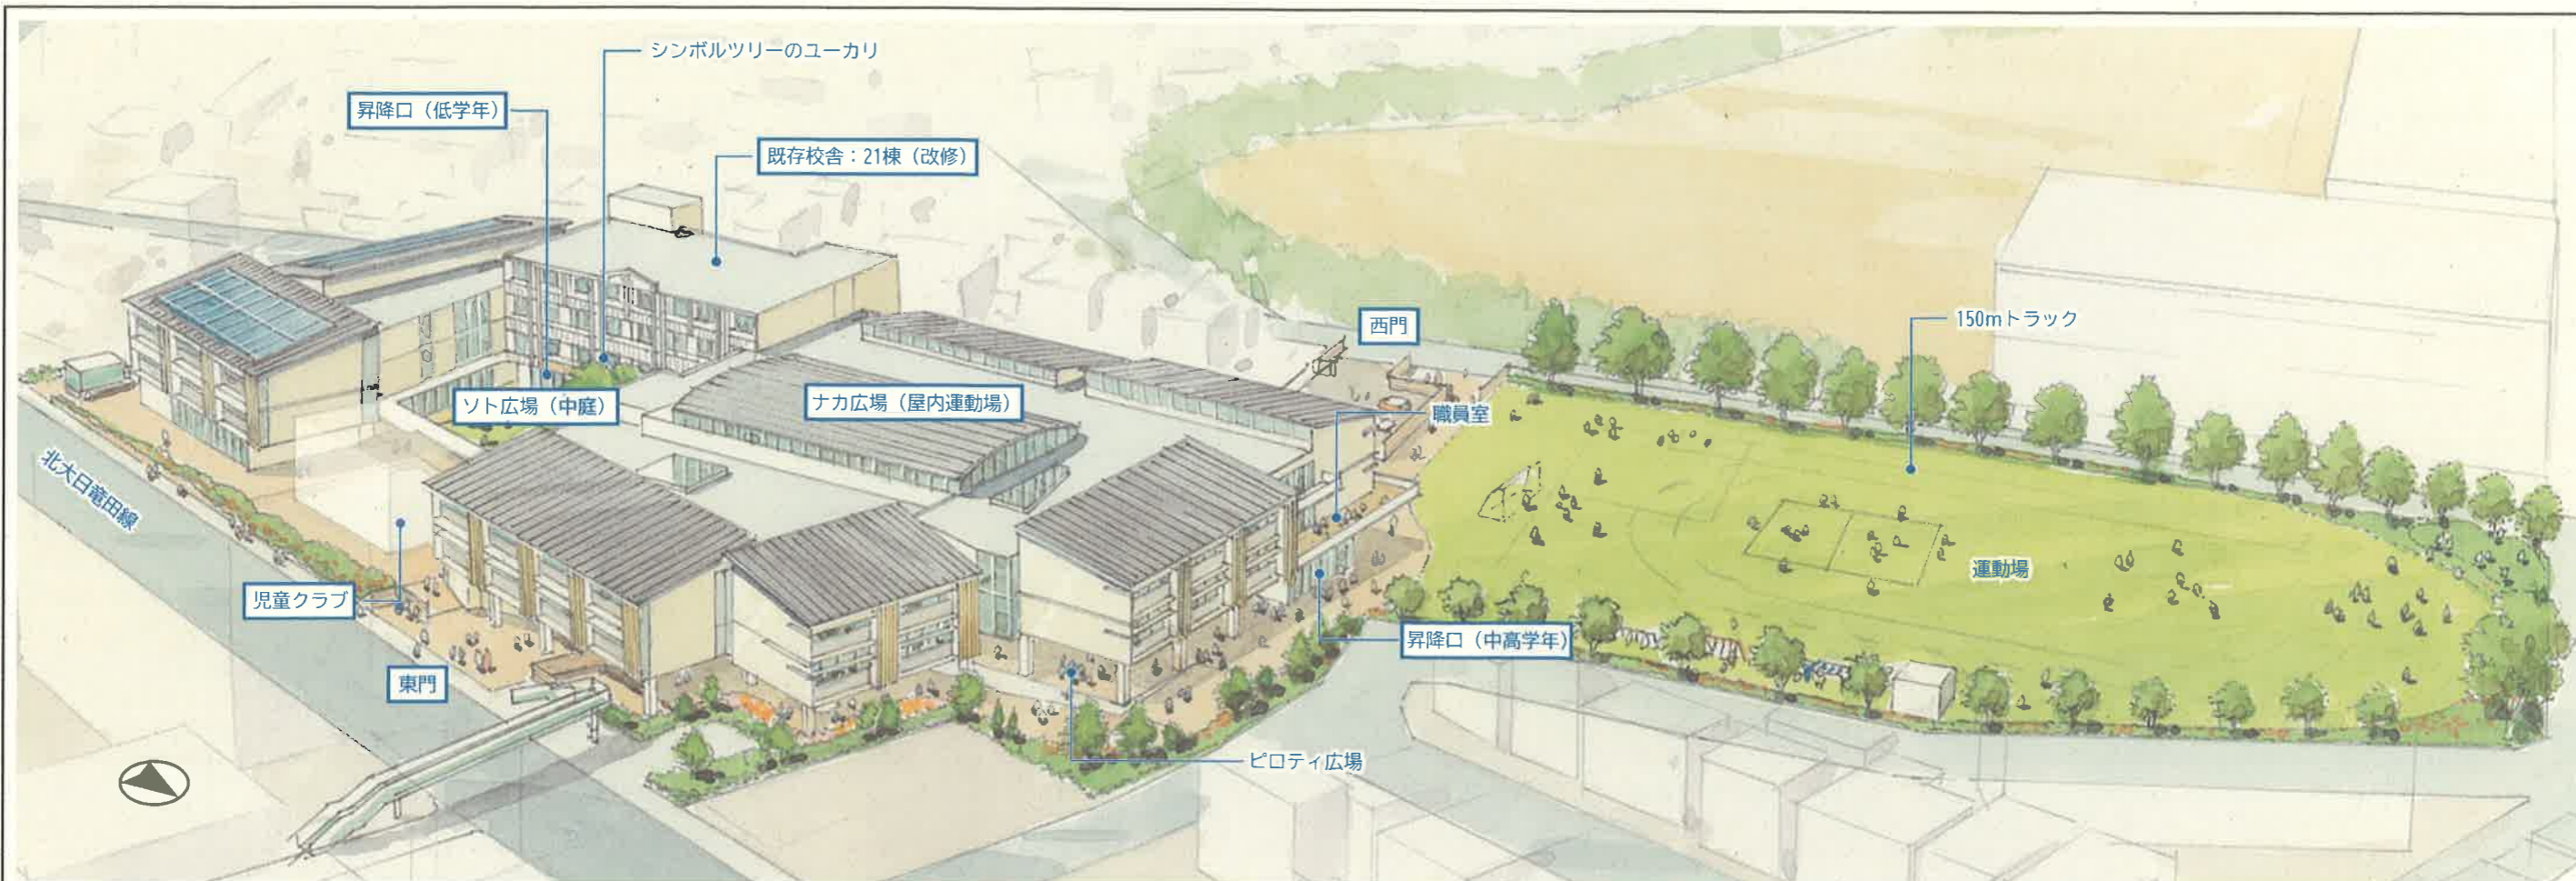 シンボルツリーのユーカリ
昇降口（低学年）
既存校舎：21棟（改修）
西門
150mトラック
ソト広場（中庭）
ナカ広場（屋内運動場）
職員室
北大日竜田線
運動場
児童クラブ
昇降口（中高学年）
東門
ピロティ広場